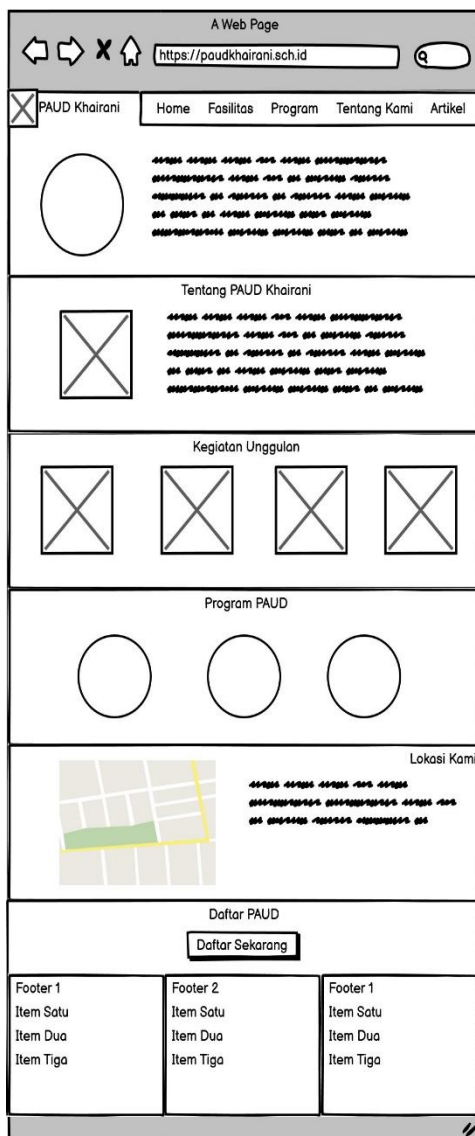 A Web Page
https://paudkhairani.sch.id
PAUD Khairani Home Fasilitas Program Tentang Kami Artikel
Tentang PAUD Khairani
Kegiatan Unggulan
Program PAUD
Lokasi Kami
Daftar PAUD
Daftar Sekarang
Footer 1
Item Satu
Item Dua
Item Tiga
Footer 2
Item Satu
Item Dua
Item Tiga
Footer 1
Item Satu
Item Dua
Item Tiga